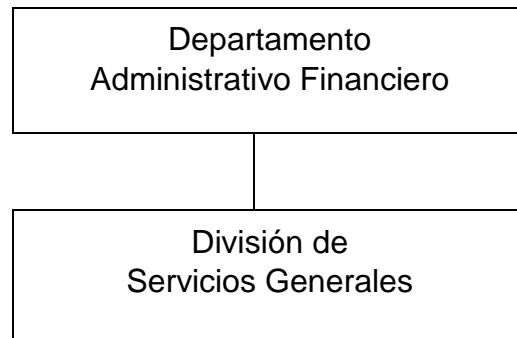 Departamento
Administrativo Financiero
División de
Servicios Generales